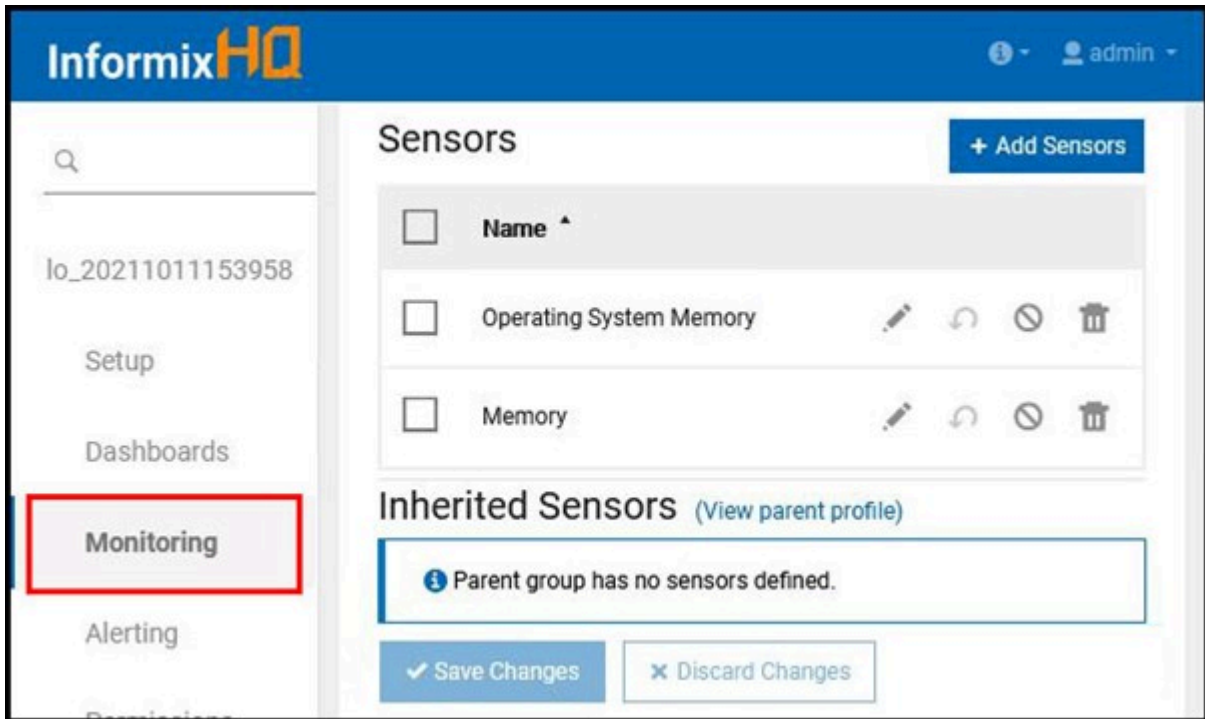 InformixHQ
admin
Sensors
+ Add Sensors
Name
lo_20211011153958
Operating System Memory
Setup
Memory
Dashboards
Inherited Sensors (View parent profile)
Monitoring
Parent group has no sensors defined.
Alerting
Save Changes
Discard Changes